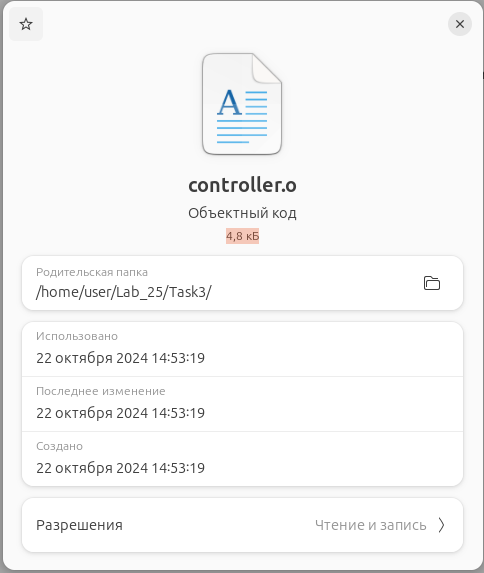 controller.o
Объектный код
4,8 кБ
Родительская папка
/home/user/Lab_25/Task3/
Использовано
22 октября 2024 14:53:19
Последнее изменение
22 октября 2024 14:53:19
Создано
22 октября 2024 14:53:19
Разрешения Чтение и запись